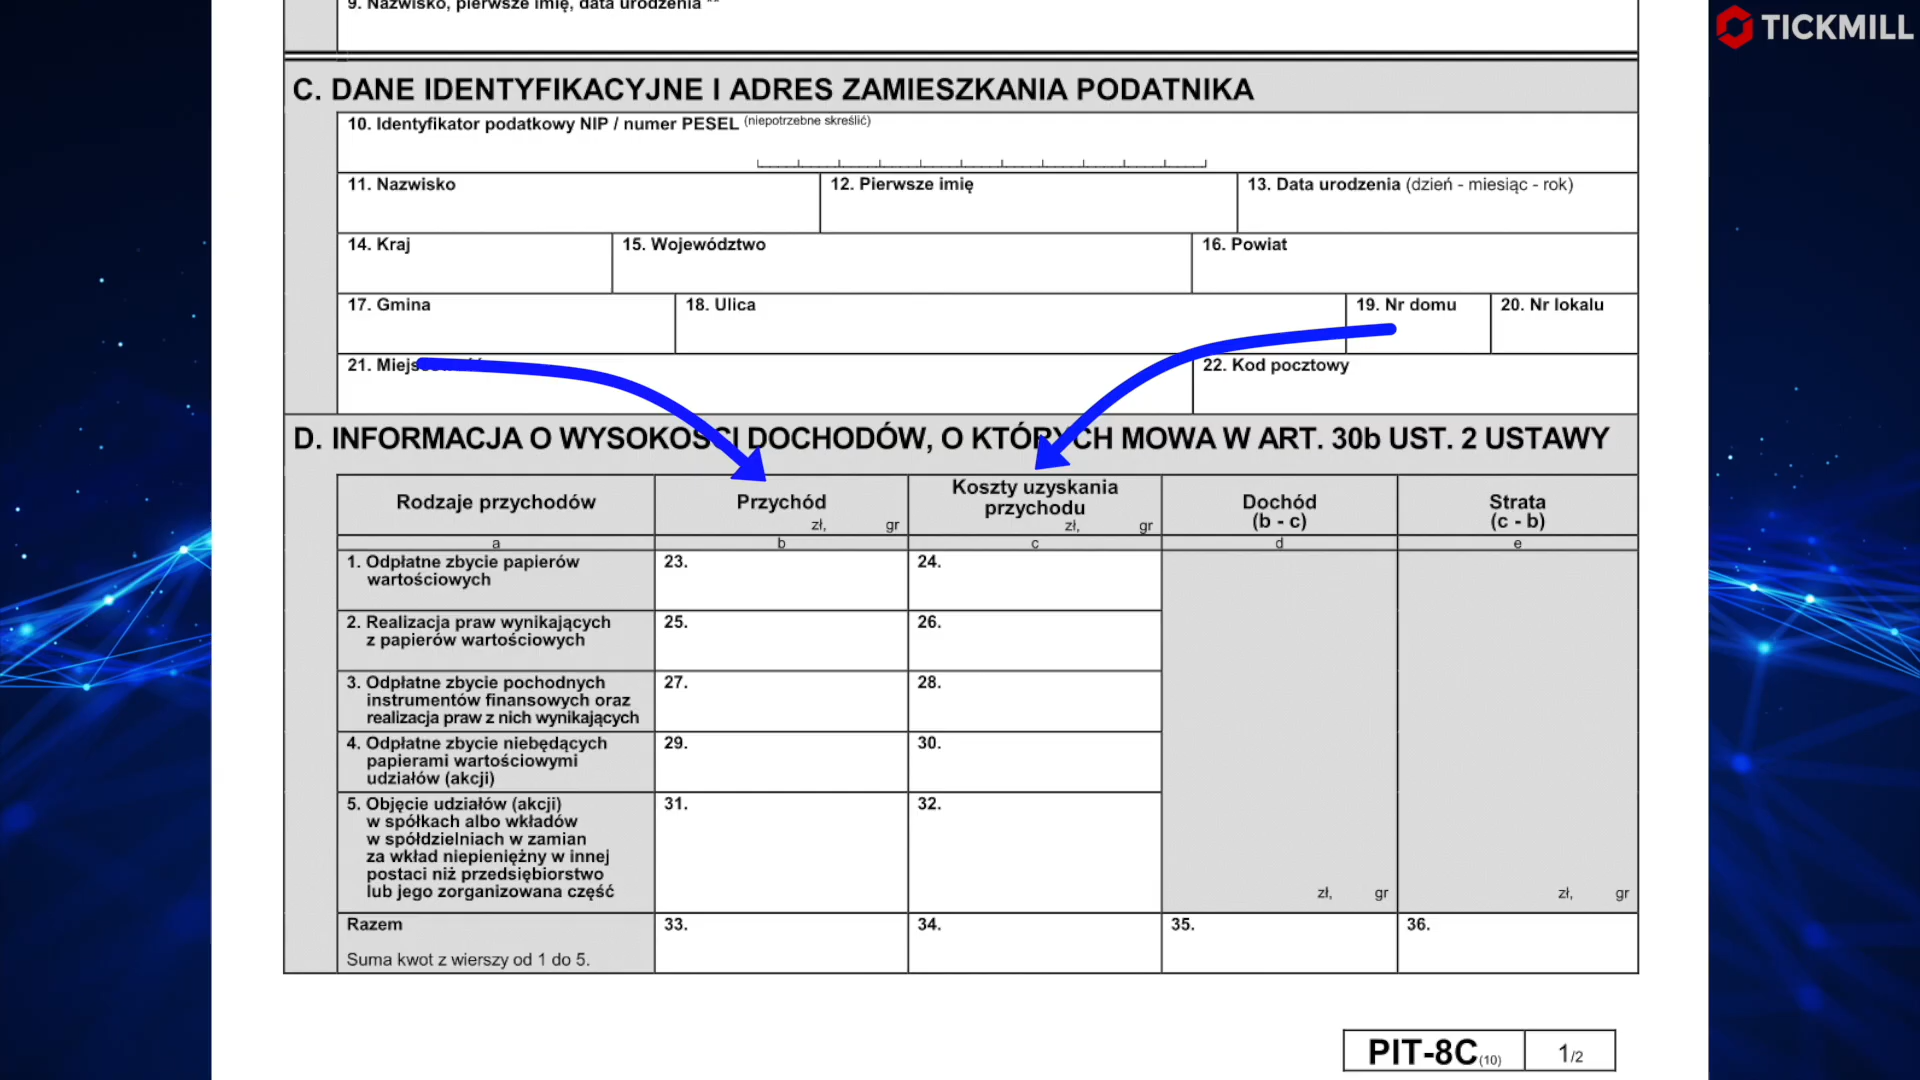 TICKMILL
9. Nazwisko, pierwsze imię, data urodzenia **
C. DANE IDENTYFIKACYJNE I ADRES ZAMIESZKANIA PODATNIKA
10. Identyfikator podatkowy NIP / numer PESEL (niepotrzebne skreślić)
11. Nazwisko
12. Pierwsze imię
13. Data urodzenia (dzień - miesiąc - rok)
14. Kraj
15. Województwo
16. Powiat
17. Gmina
18. Ulica
19. Nr domu
20. Nr lokalu
21. Miejscowość
22. Kod pocztowy
D. INFORMACJA O WYSOKOŚCI DOCHODÓW, O KTÓRYCH MOWA W ART. 30b UST. 2 USTAWY
Rodzaje przychodów
Przychód
zł, gr
Koszty uzyskania
przychodu
zł, gr
Dochód
(b - c)
Strata
(c - b)
a
b
c
d
e
1. Odpłatne zbycie papierów
wartościowych
23.
24.
2. Realizacja praw wynikających
z papierów wartościowych
25.
26.
3. Odpłatne zbycie pochodnych
instrumentów finansowych oraz
realizacja praw z nich wynikających
27.
28.
4. Odpłatne zbycie niebędących
papierami wartościowymi
udziałów (akcji)
29.
30.
5. Objęcie udziałów (akcji)
w spółkach albo wkładów
w spółdzielniach w zamian
za wkład niepieniężny w innej
postaci niż przedsiębiorstwo
lub jego zorganizowana część
31.
32.
zł, gr
zł, gr
Razem
Suma kwot z wierszy od 1 do 5.
33.
34.
35.
36.
PIT-8C(10)
1/2